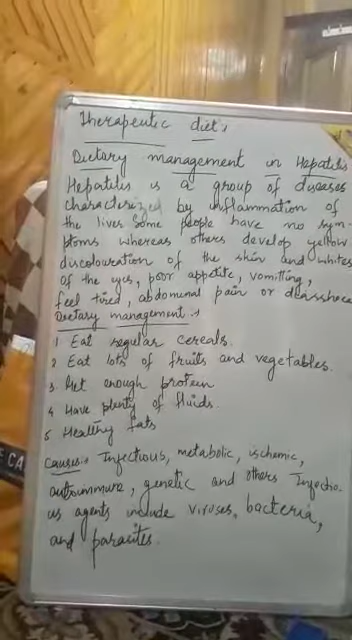 Therapeutic diet:
Dietary management in Hepatitis
Hepatitis is a group of diseases
characterized by inflammation of
the liver Some people have no sym-
ptoms whereas others develop yellow
discolouration of the skin and whites
of the eyes, poor appetite, vomitting,
feel tired, abdominal pain or diarrhoea
Dietary management :
1 Eat regular cereals.
2 Eat lots of fruits and vegetables.
3. Get enough protein
4 Have plenty of fluids.
5 Healthy fats
Causes:- Infectious, metabolic, ischemic,
autoimmune, genetic and others Infectio-
us agents include viruses, bacteria,
and parasites.
CA